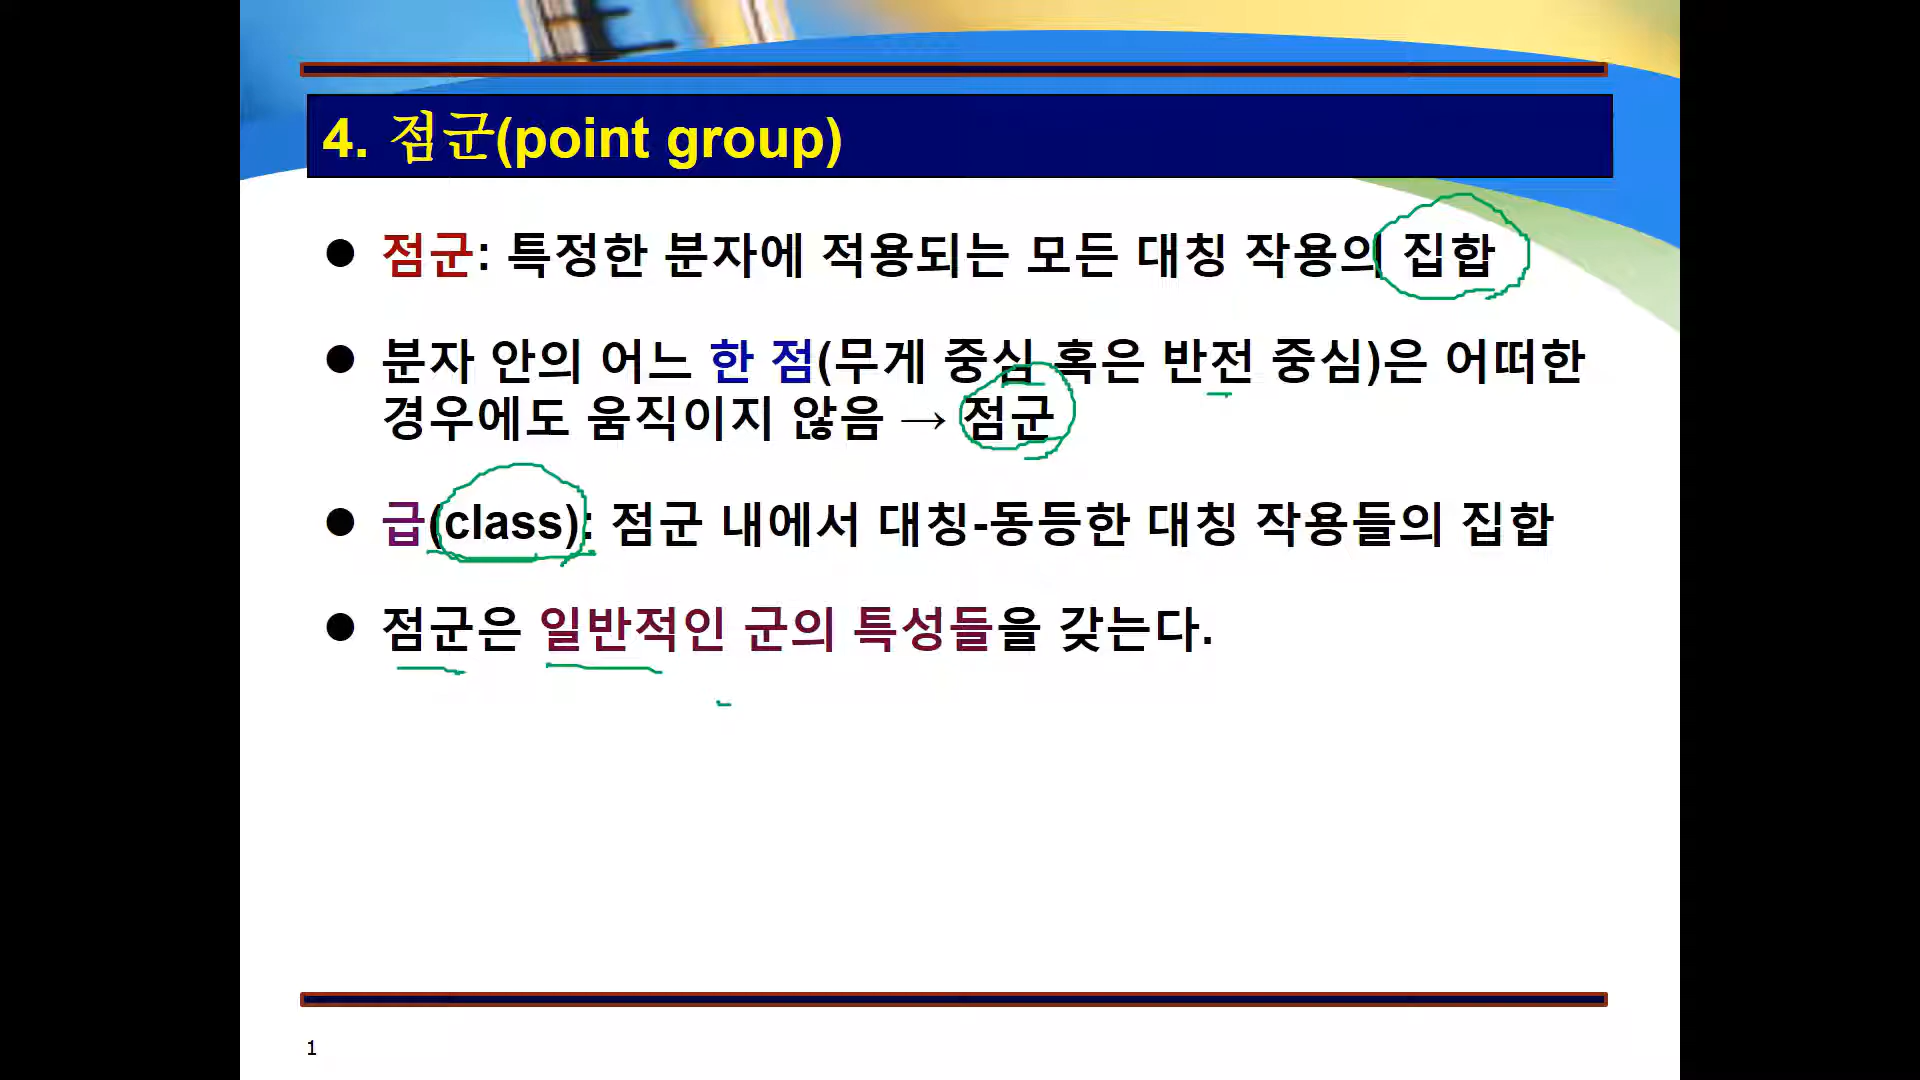 4. 점군(point group)
● 점군: 특정한 분자에 적용되는 모든 대칭 작용의 집합
● 분자 안의 어느 한 점(무게 중심 혹은 반전 중심)은 어떠한
경우에도 움직이지 않음 → 점군
● 급(class): 점군 내에서 대칭-동등한 대칭 작용들의 집합
● 점군은 일반적인 군의 특성들을 갖는다.
1